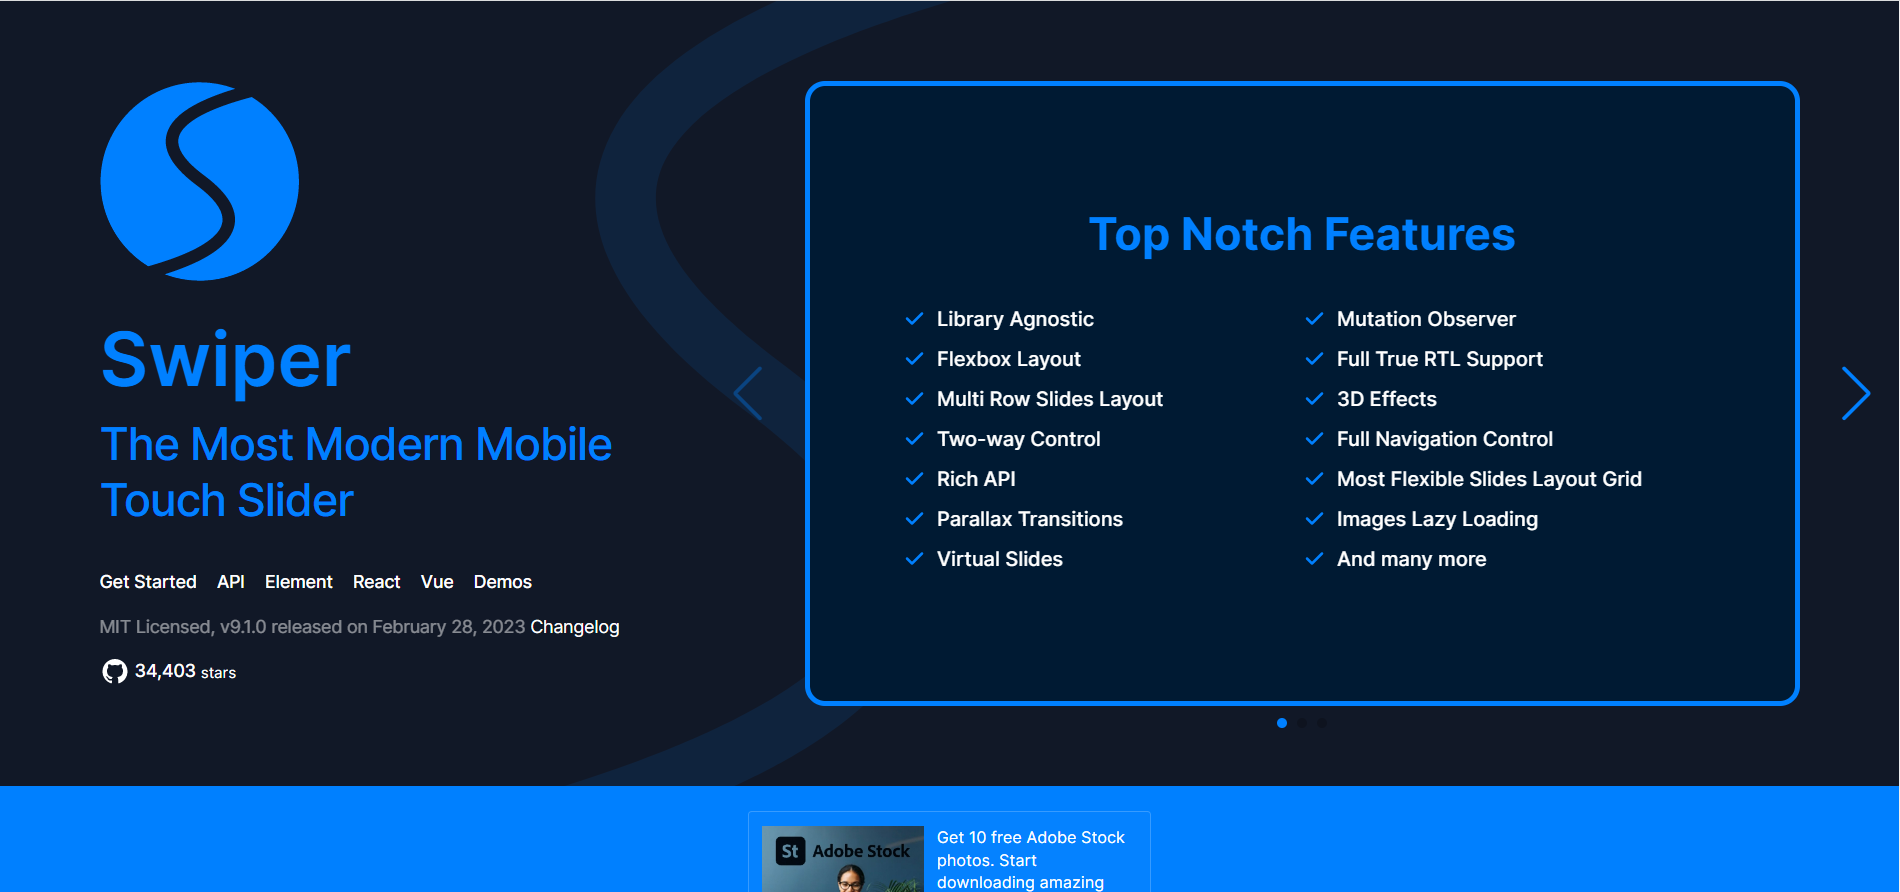 Swiper
The Most Modern Mobile
Touch Slider
Get Started API Element React Vue Demos
MIT Licensed, v9.1.0 released on February 28, 2023 Changelog
34,403 stars
Top Notch Features
Library Agnostic
Flexbox Layout
Multi Row Slides Layout
Two-way Control
Rich API
Parallax Transitions
Virtual Slides
Mutation Observer
Full True RTL Support
3D Effects
Full Navigation Control
Most Flexible Slides Layout Grid
Images Lazy Loading
And many more
St Adobe Stock
Get 10 free Adobe Stock
photos. Start
downloading amazing